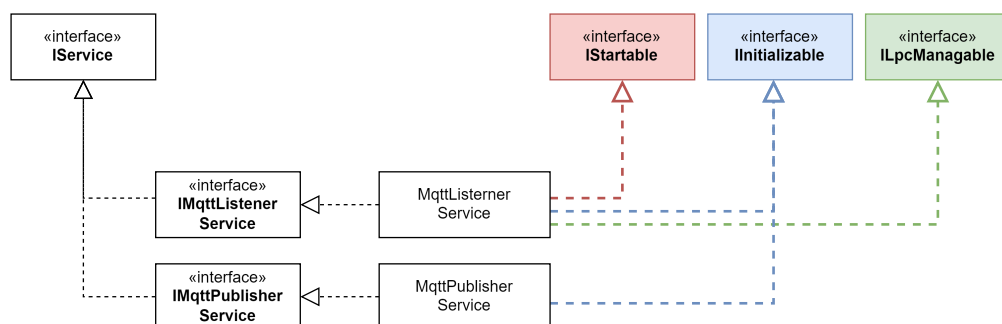 «interface»
IService
«interface»
IStartable
«interface»
IInitializable
«interface»
ILpcManagable
«interface»
IMqttListener
Service
MqttListerner
Service
«interface»
IMqttPublisher
Service
MqttPublisher
Service